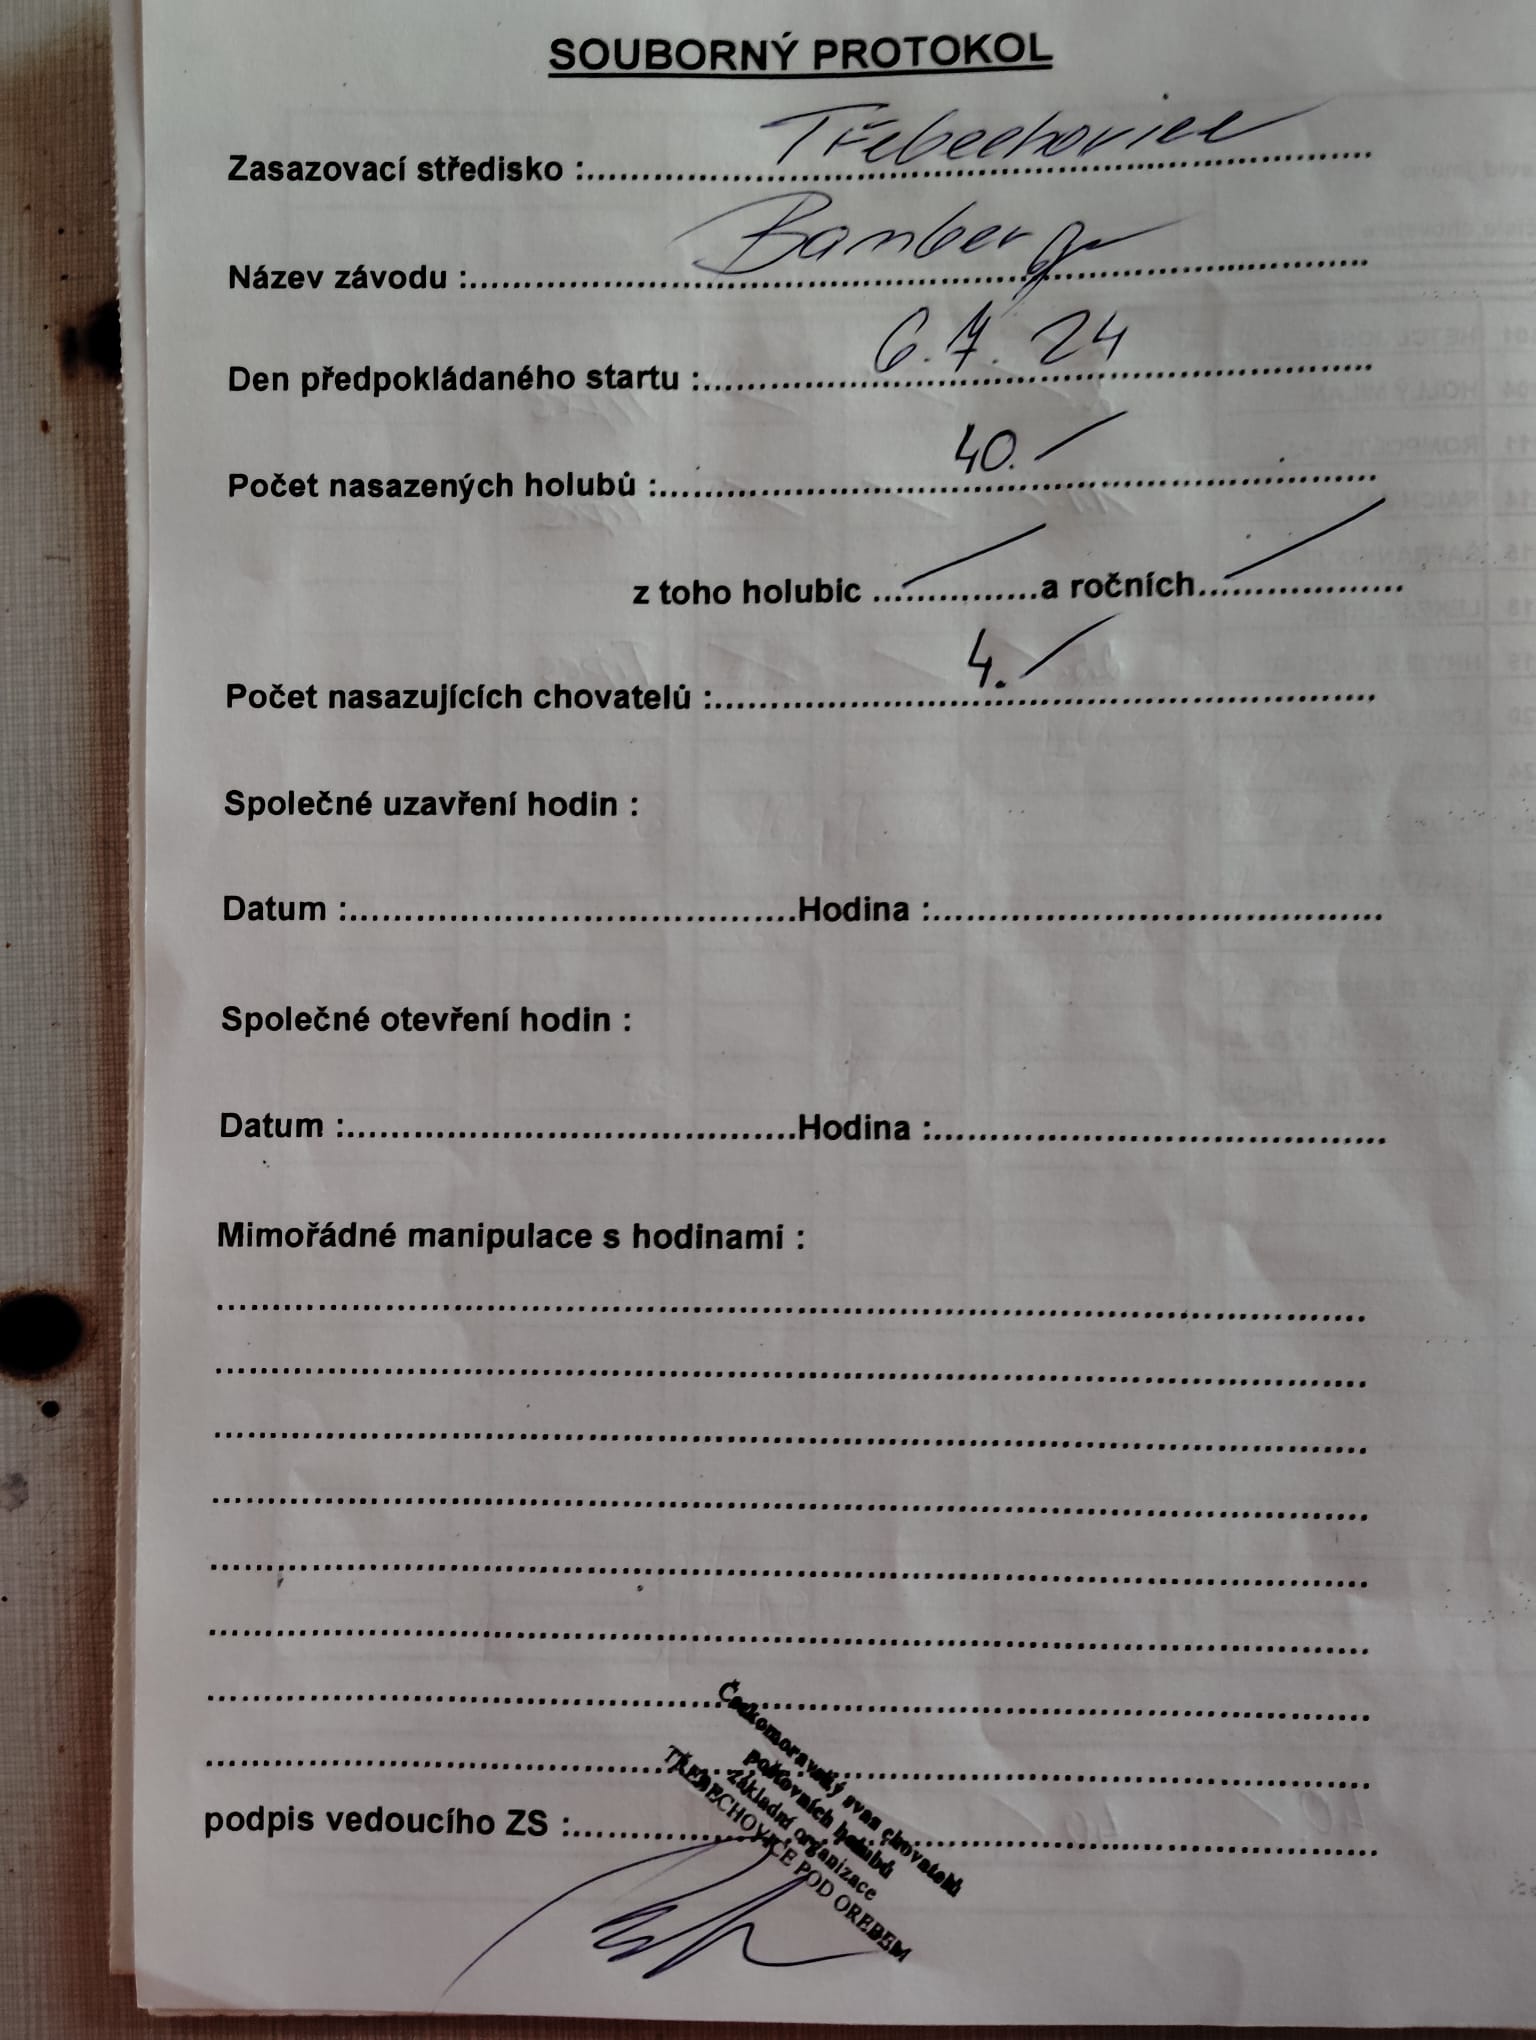 SOUBORNÝ PROTOKOL
Zasazovací středisko :.......... Třebechovice
Název závodu :.......... Bamberg
Den předpokládaného startu :.......... 6.7.24
Počet nasazených holubů :.......... 40.
z toho holubic ...............a ročních..................
Počet nasazujících chovatelů :.......... 4.
Společné uzavření hodin :
Datum :........................................Hodina :........................................
Společné otevření hodin :
Datum :........................................Hodina :........................................
Mimořádné manipulace s hodinami :
podpis vedoucího ZS :..........
Českomoravský svaz chovatelů
poštovních holubů
základní organizace
TŘEBECHOVICE POD OREBEM